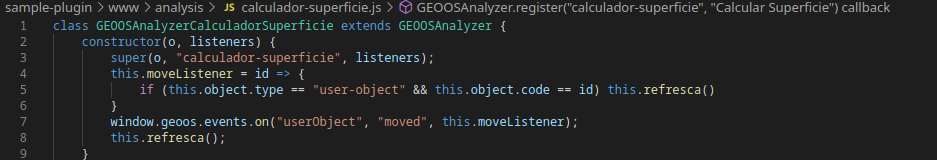 sample-plugin > www > analysis > JS calculador-superficie.js > GEOOSAnalyzer.register("calculador-superficie", "Calcular Superficie") callback
1 class GEOOSAnalyzerCalculadorSuperficie extends GEOOSAnalyzer {
2 constructor(o, listeners) {
3 super(o, "calculador-superficie", listeners);
4 this.moveListener = id => {
5 if (this.object.type == "user-object" && this.object.code == id) this.refresca()
6 }
7 window.geoos.events.on("userObject", "moved", this.moveListener);
8 this.refresca();
9 }